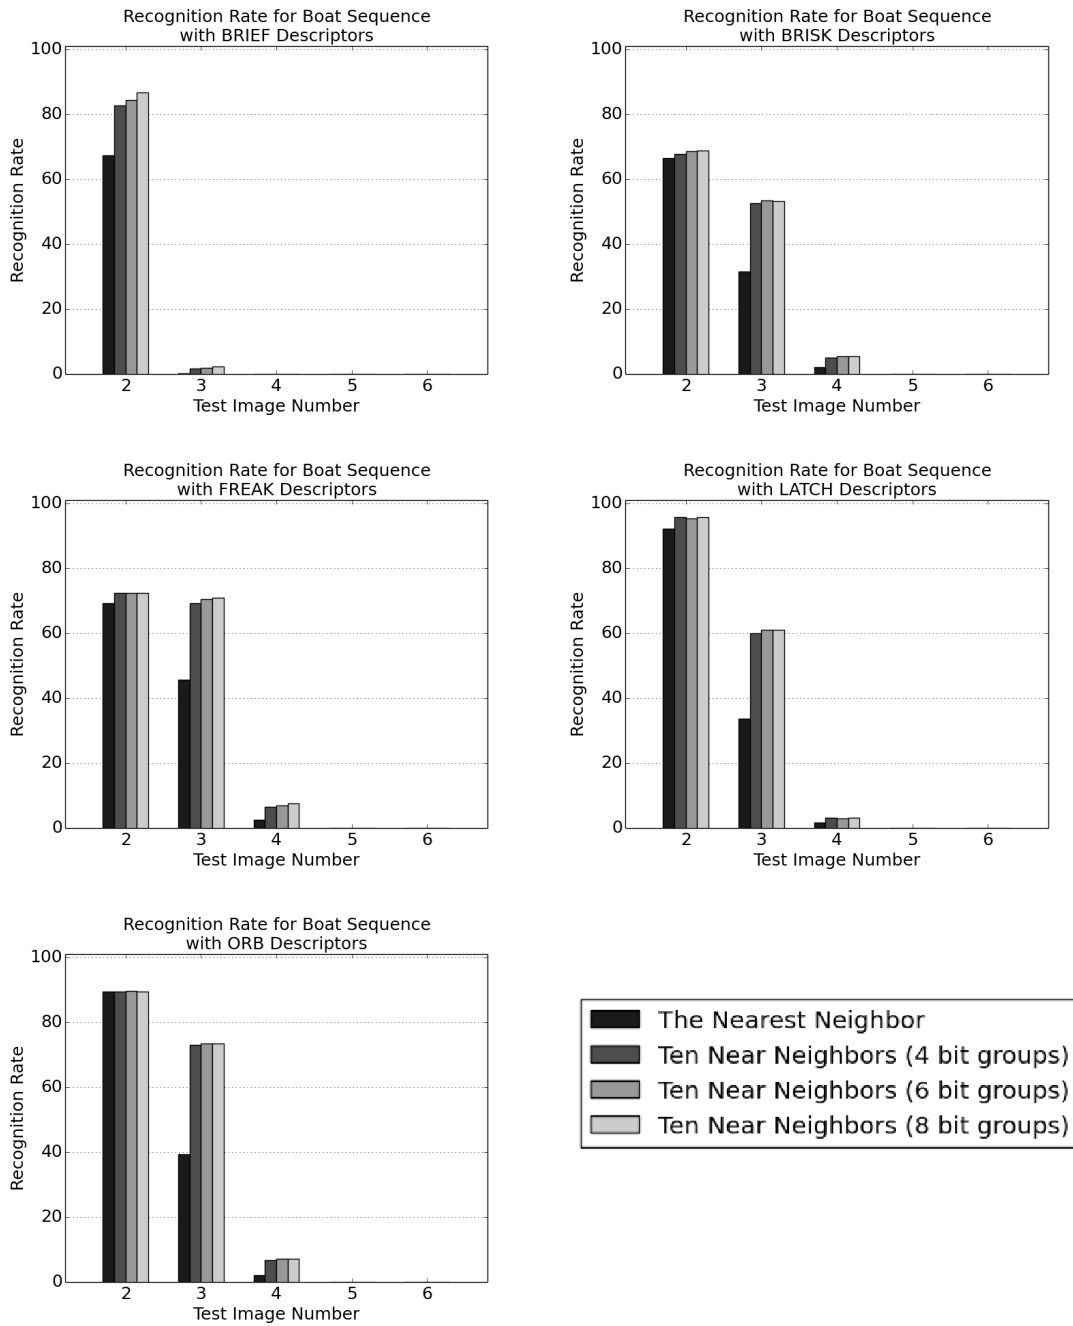 Recognition Rate for Boat Sequence
with BRIEF Descriptors
100
80
60
40
20
0
Recognition Rate
2 3 4 5 6
Test Image Number
Recognition Rate for Boat Sequence
with BRISK Descriptors
100
80
60
40
20
0
Recognition Rate
2 3 4 5 6
Test Image Number
Recognition Rate for Boat Sequence
with FREAK Descriptors
100
80
60
40
20
0
Recognition Rate
2 3 4 5 6
Test Image Number
Recognition Rate for Boat Sequence
with LATCH Descriptors
100
80
60
40
20
0
Recognition Rate
2 3 4 5 6
Test Image Number
Recognition Rate for Boat Sequence
with ORB Descriptors
100
80
60
40
20
0
Recognition Rate
2 3 4 5 6
Test Image Number
The Nearest Neighbor
Ten Near Neighbors (4 bit groups)
Ten Near Neighbors (6 bit groups)
Ten Near Neighbors (8 bit groups)